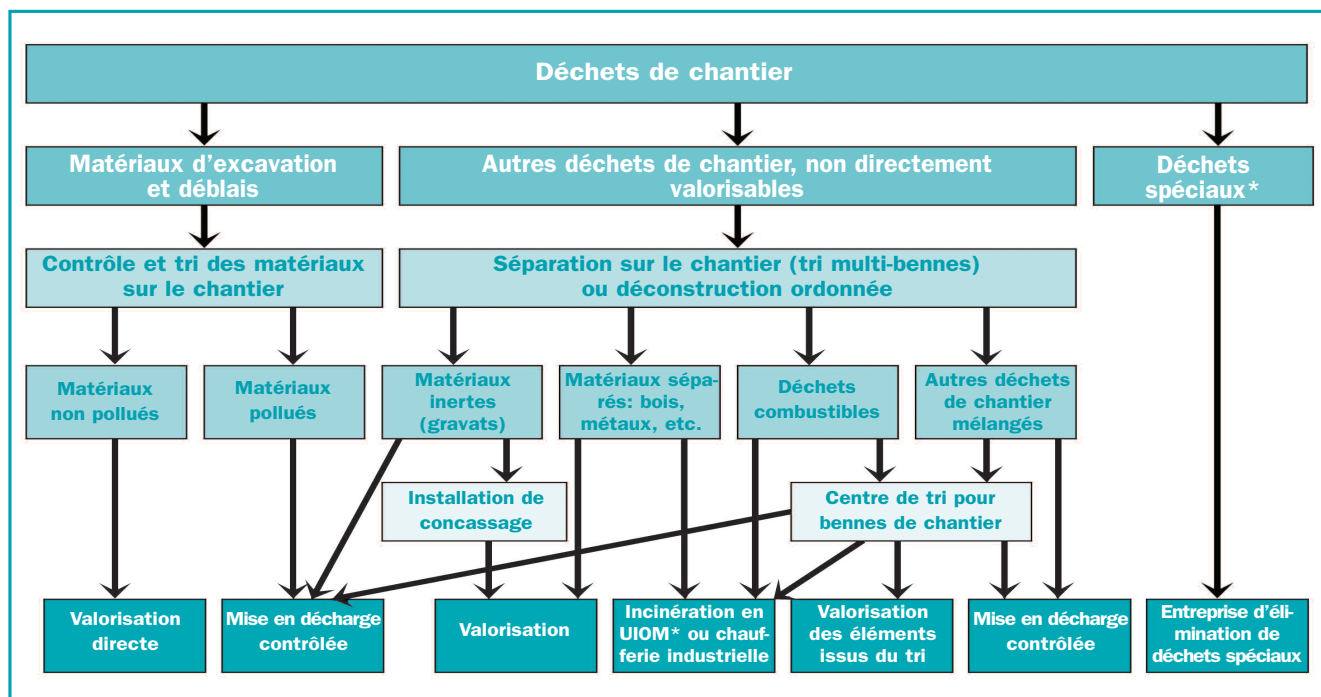 Déchets de chantier
Matériaux d'excavation
et déblais
Autres déchets de chantier, non directement
valorisables
Déchets
spéciaux*
Contrôle et tri des matériaux
sur le chantier
Séparation sur le chantier (tri multi-bennes)
ou déconstruction ordonnée
Matériaux
non pollués
Matériaux
pollués
Matériaux
inertes
(gravats)
Matériaux sépa-
rés: bois,
métaux, etc.
Déchets
combustibles
Autres déchets
de chantier
mélangés
Installation de
concassage
Centre de tri pour
bennes de chantier
Valorisation
directe
Mise en décharge
contrôlée
Valorisation
Incinération en
UIOM* ou chauf-
ferie industrielle
Valorisation
des éléments
issus du tri
Mise en décharge
contrôlée
Entreprise d'éli-
mination de
déchets spéciaux